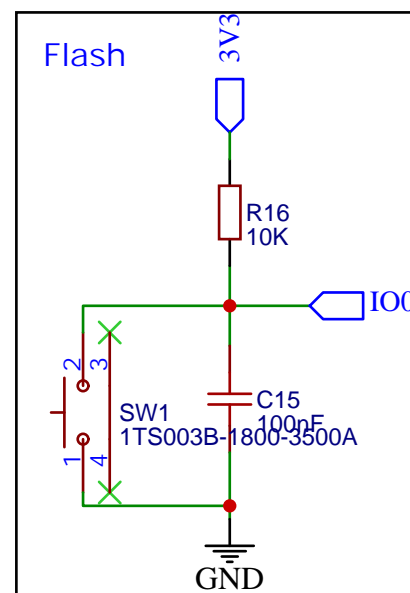 Flash
3V3
R16
10K
IO0
2
3
C15
100nF
SW1
1TS003B-1800-3500A
1
4
GND